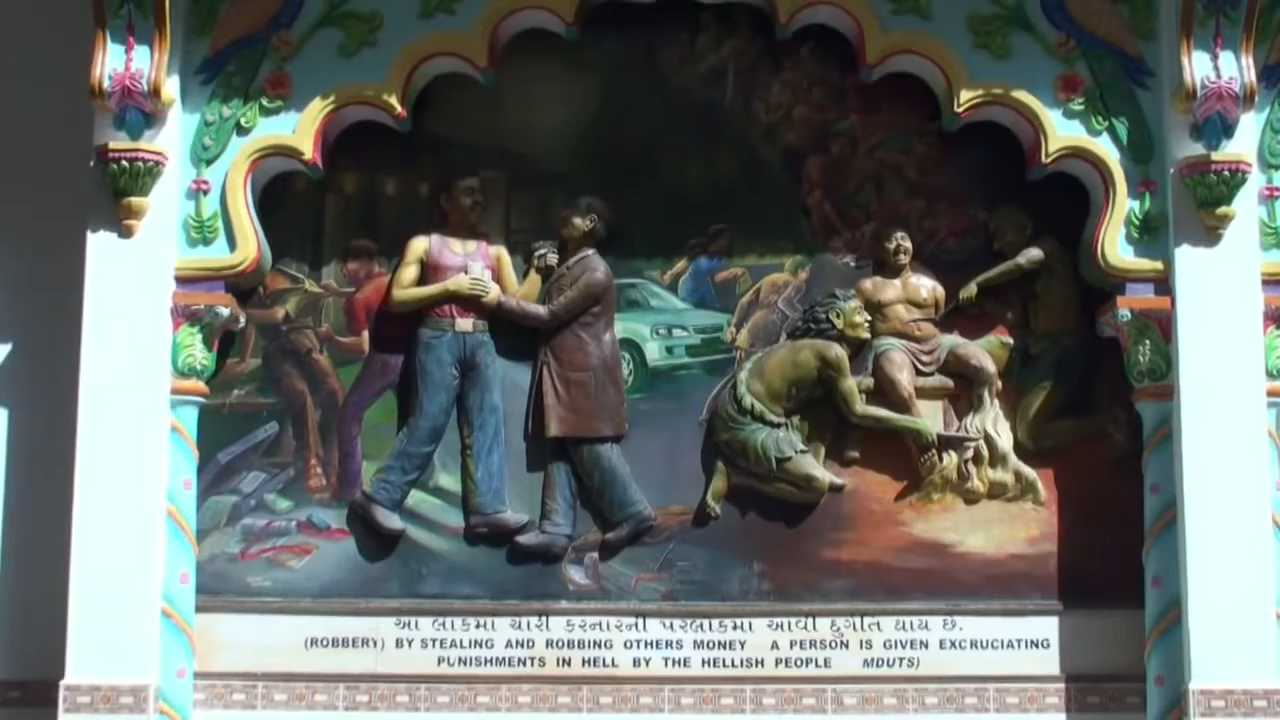 આ લોકમાં ચોરી કરનારની પરલોકમાં આવી દુર્ગતિ થાય છે.
(ROBBERY) BY STEALING AND ROBBING OTHERS MONEY A PERSON IS GIVEN EXCRUCIATING
PUNISHMENTS IN HELL BY THE HELLISH PEOPLE MDUTS)